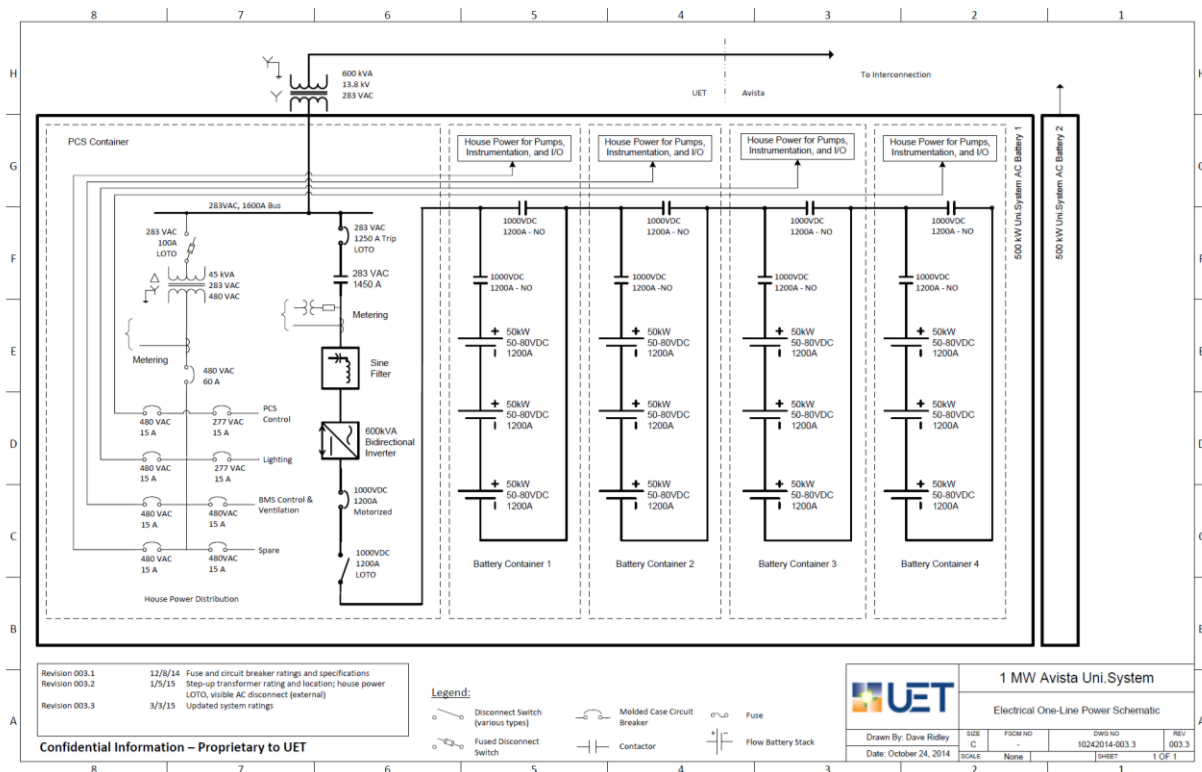 8 7 6 5 4 3 2 1
H
G
F
E
D
C
B
A
600 kVA
13.8 kV
283 VAC
To Interconnection
UET
Avista
PCS Container
House Power for Pumps,
Instrumentation, and I/O
House Power for Pumps,
Instrumentation, and I/O
House Power for Pumps,
Instrumentation, and I/O
House Power for Pumps,
Instrumentation, and I/O
500 kW Uni.System AC Battery 1
500 kW Uni.System AC Battery 2
283VAC, 1600A Bus
283 VAC
100A
LOTO
45 kVA
283 VAC
480 VAC
Metering
480 VAC
60 A
283 VAC
1250 A Trip
LOTO
283 VAC
1450 A
Metering
Sine
Filter
600kVA
Bidirectional
Inverter
1000VDC
1200A
Motorized
1000VDC
1200A
LOTO
480 VAC
15 A
277 VAC
15 A
PCS
Control
480 VAC
15 A
277 VAC
15 A
Lighting
480 VAC
15 A
480VAC
15 A
BMS Control &
Ventilation
480 VAC
15 A
480VAC
15 A
Spare
House Power Distribution
1000VDC
1200A - NO
1000VDC
1200A -NO
+ 50kW
50-80VDC
1200A
+ 50kW
50-80VDC
1200A
+ 50kW
50-80VDC
1200A
Battery Container 1
1000VDC
1200A - NO
1000VDC
1200A -NO
+ 50kW
50-80VDC
1200A
+ 50kW
50-80VDC
1200A
+ 50kW
50-80VDC
1200A
Battery Container 2
1000VDC
1200A - NO
1000VDC
1200A -NO
+ 50kW
50-80VDC
1200A
+ 50kW
50-80VDC
1200A
+ 50kW
50-80VDC
1200A
Battery Container 3
1000VDC
1200A - NO
1000VDC
1200A -NO
+ 50kW
50-80VDC
1200A
+ 50kW
50-80VDC
1200A
+ 50kW
50-80VDC
1200A
Battery Container 4
Revision 003.1 12/8/14 Fuse and circuit breaker ratings and specifications
Revision 003.2 1/5/15 Step-up transformer rating and location; house power
LOTO, visible AC disconnect (external)
Revision 003.3 3/3/15 Updated system ratings
Confidential Information – Proprietary to UET
Legend:
Disconnect Switch
(various types)
Molded Case Circuit
Breaker
Fuse
Fused Disconnect
Switch
Contactor
Flow Battery Stack
UET
1 MW Avista Uni.System
Electrical One-Line Power Schematic
Drawn By: Dave Ridley
Date: October 24, 2014
SIZE FSCM NO DWG NO REV
C - 10242014-003.3 003.3
SCALE None SHEET 1 OF 1
8 7 6 5 4 3 2 1